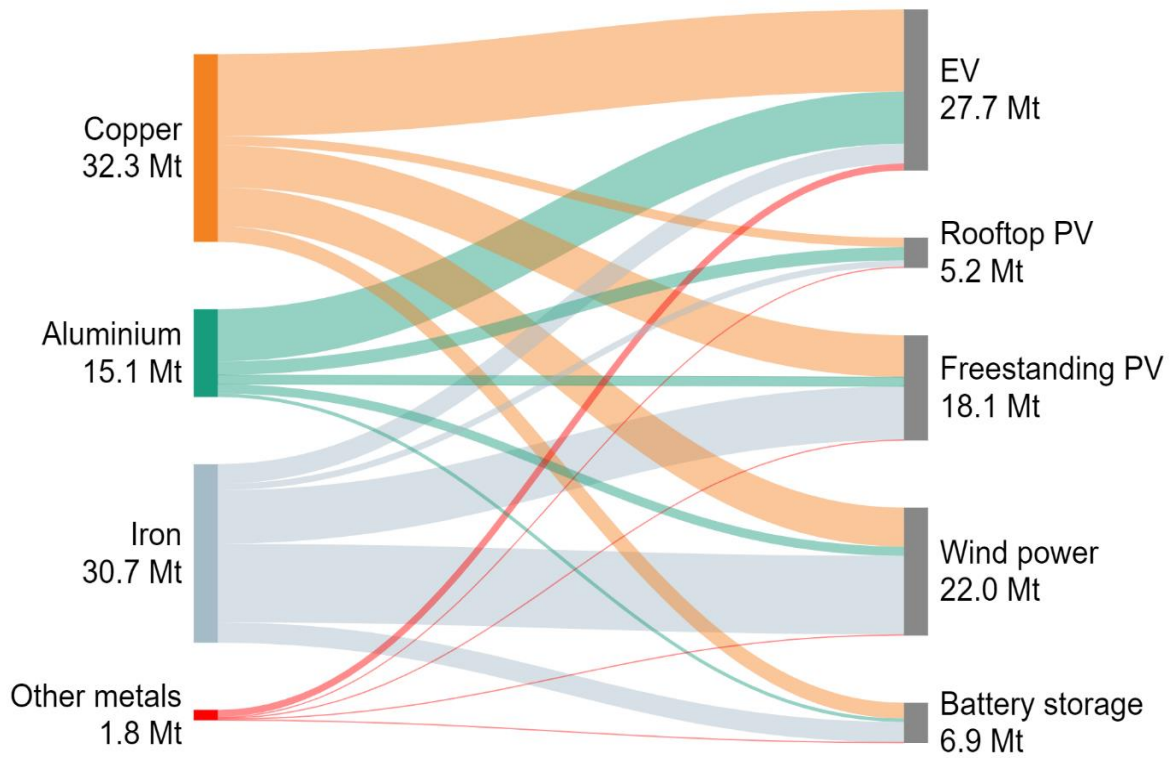 Copper
32.3 Mt
Aluminium
15.1 Mt
Iron
30.7 Mt
Other metals
1.8 Mt
EV
27.7 Mt
Rooftop PV
5.2 Mt
Freestanding PV
18.1 Mt
Wind power
22.0 Mt
Battery storage
6.9 Mt